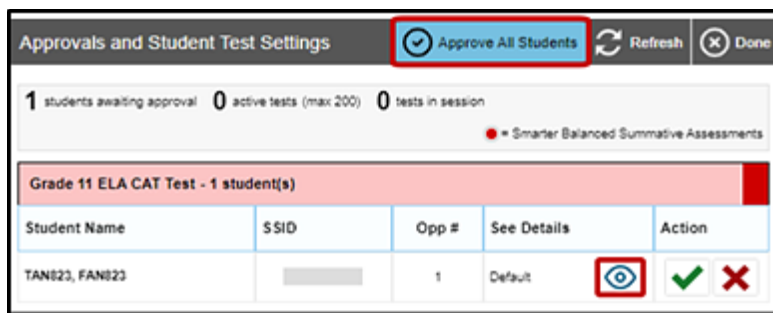 Approvals and Student Test Settings Approve All Students Refresh Done
1 students awaiting approval 0 active tests (max 200) 0 tests in session
= Smarter Balanced Summative Assessments
Grade 11 ELA CAT Test - 1 student(s)
Student Name SSID Opp # See Details Action
TAN823, FAN823 1 Default